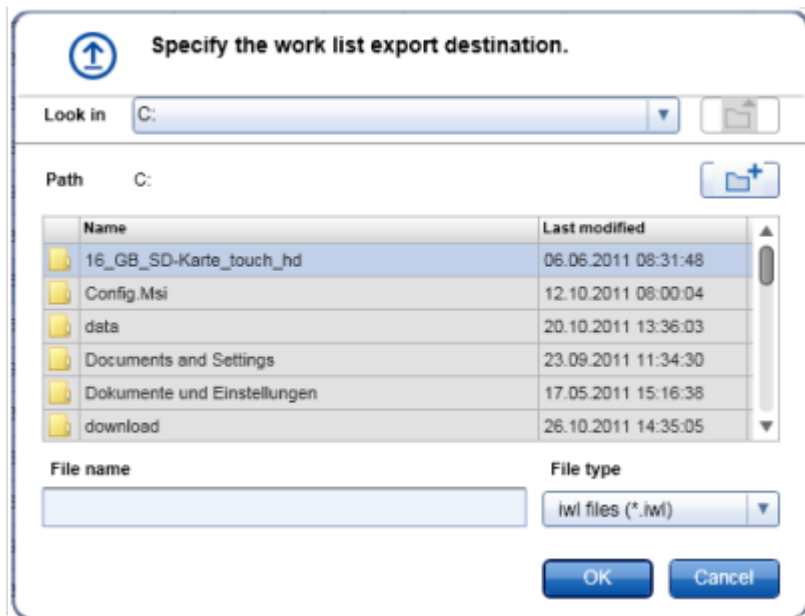 Specify the work list export destination.
Look in C:
Path C:
Name Last modified
16_GB_SD-Karte_touch_hd 06.06.2011 08:31:48
Config.Msi 12.10.2011 08:00:04
data 20.10.2011 13:36:03
Documents and Settings 23.09.2011 11:34:30
Dokumente und Einstellungen 17.05.2011 15:16:38
download 26.10.2011 14:35:05
File name File type
iwl files (*.iwl)
OK Cancel